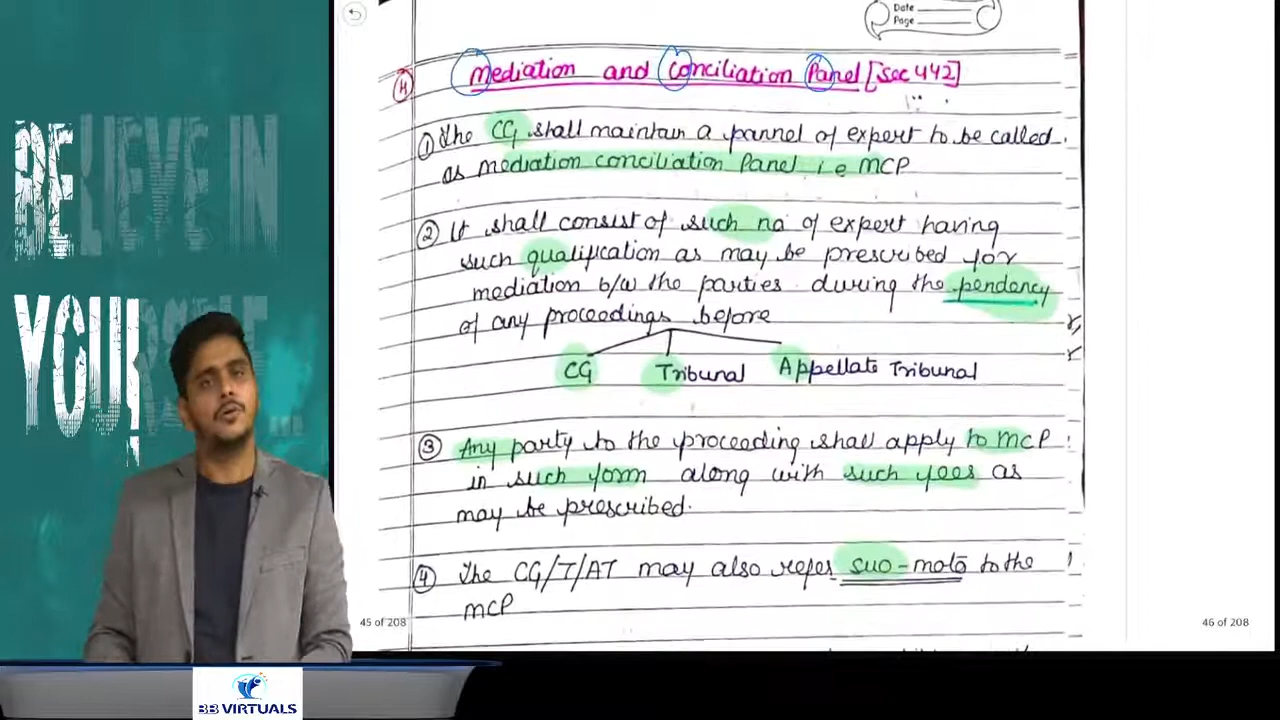 BELIEVE IN
YOURSELF ...
Date
Page
4 Mediation and Conciliation Panel [Sec 442]
① The CG shall maintain a pannel of expert to be called
as mediation conciliation Panel i.e MCP
② It shall consist of such no of expert having
such qualification as may be prescribed for
mediation b/w the parties during the pendency
of any proceedings before
CG Tribunal Appellate Tribunal
③ Any party to the proceeding shall apply to MCP
in such form along with such fees as
may be prescribed.
④ The CG/T/AT may also refer suo-moto to the
MCP
45 of 208
46 of 208
BB VIRTUALS